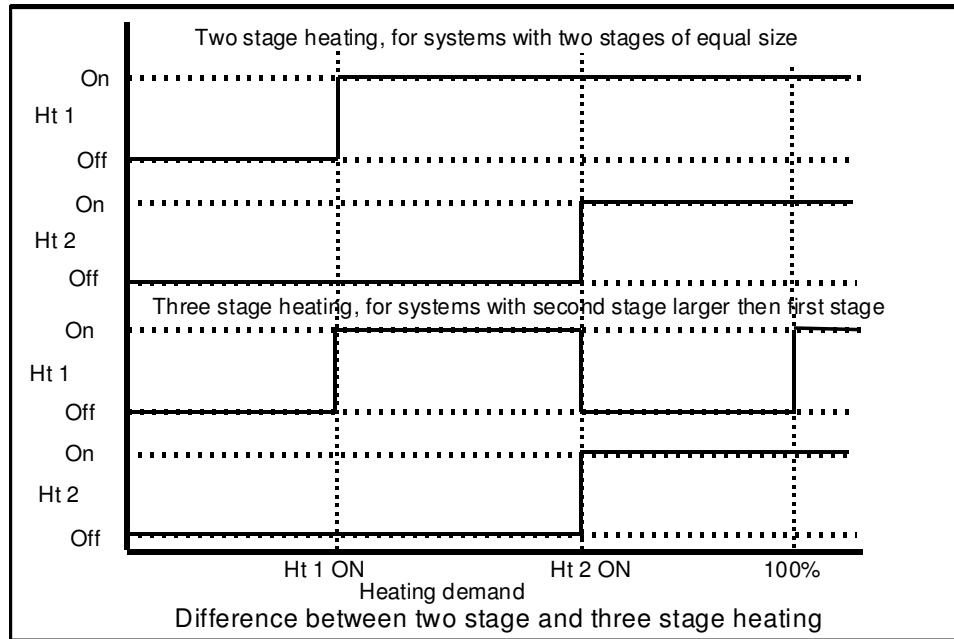 Two stage heating, for systems with two stages of equal size
On
Ht 1
Off
On
Ht 2
Off
Three stage heating, for systems with second stage larger then first stage
On
Ht 1
Off
On
Ht 2
Off
Ht 1 ON Ht 2 ON 100%
Heating demand
Difference between two stage and three stage heating